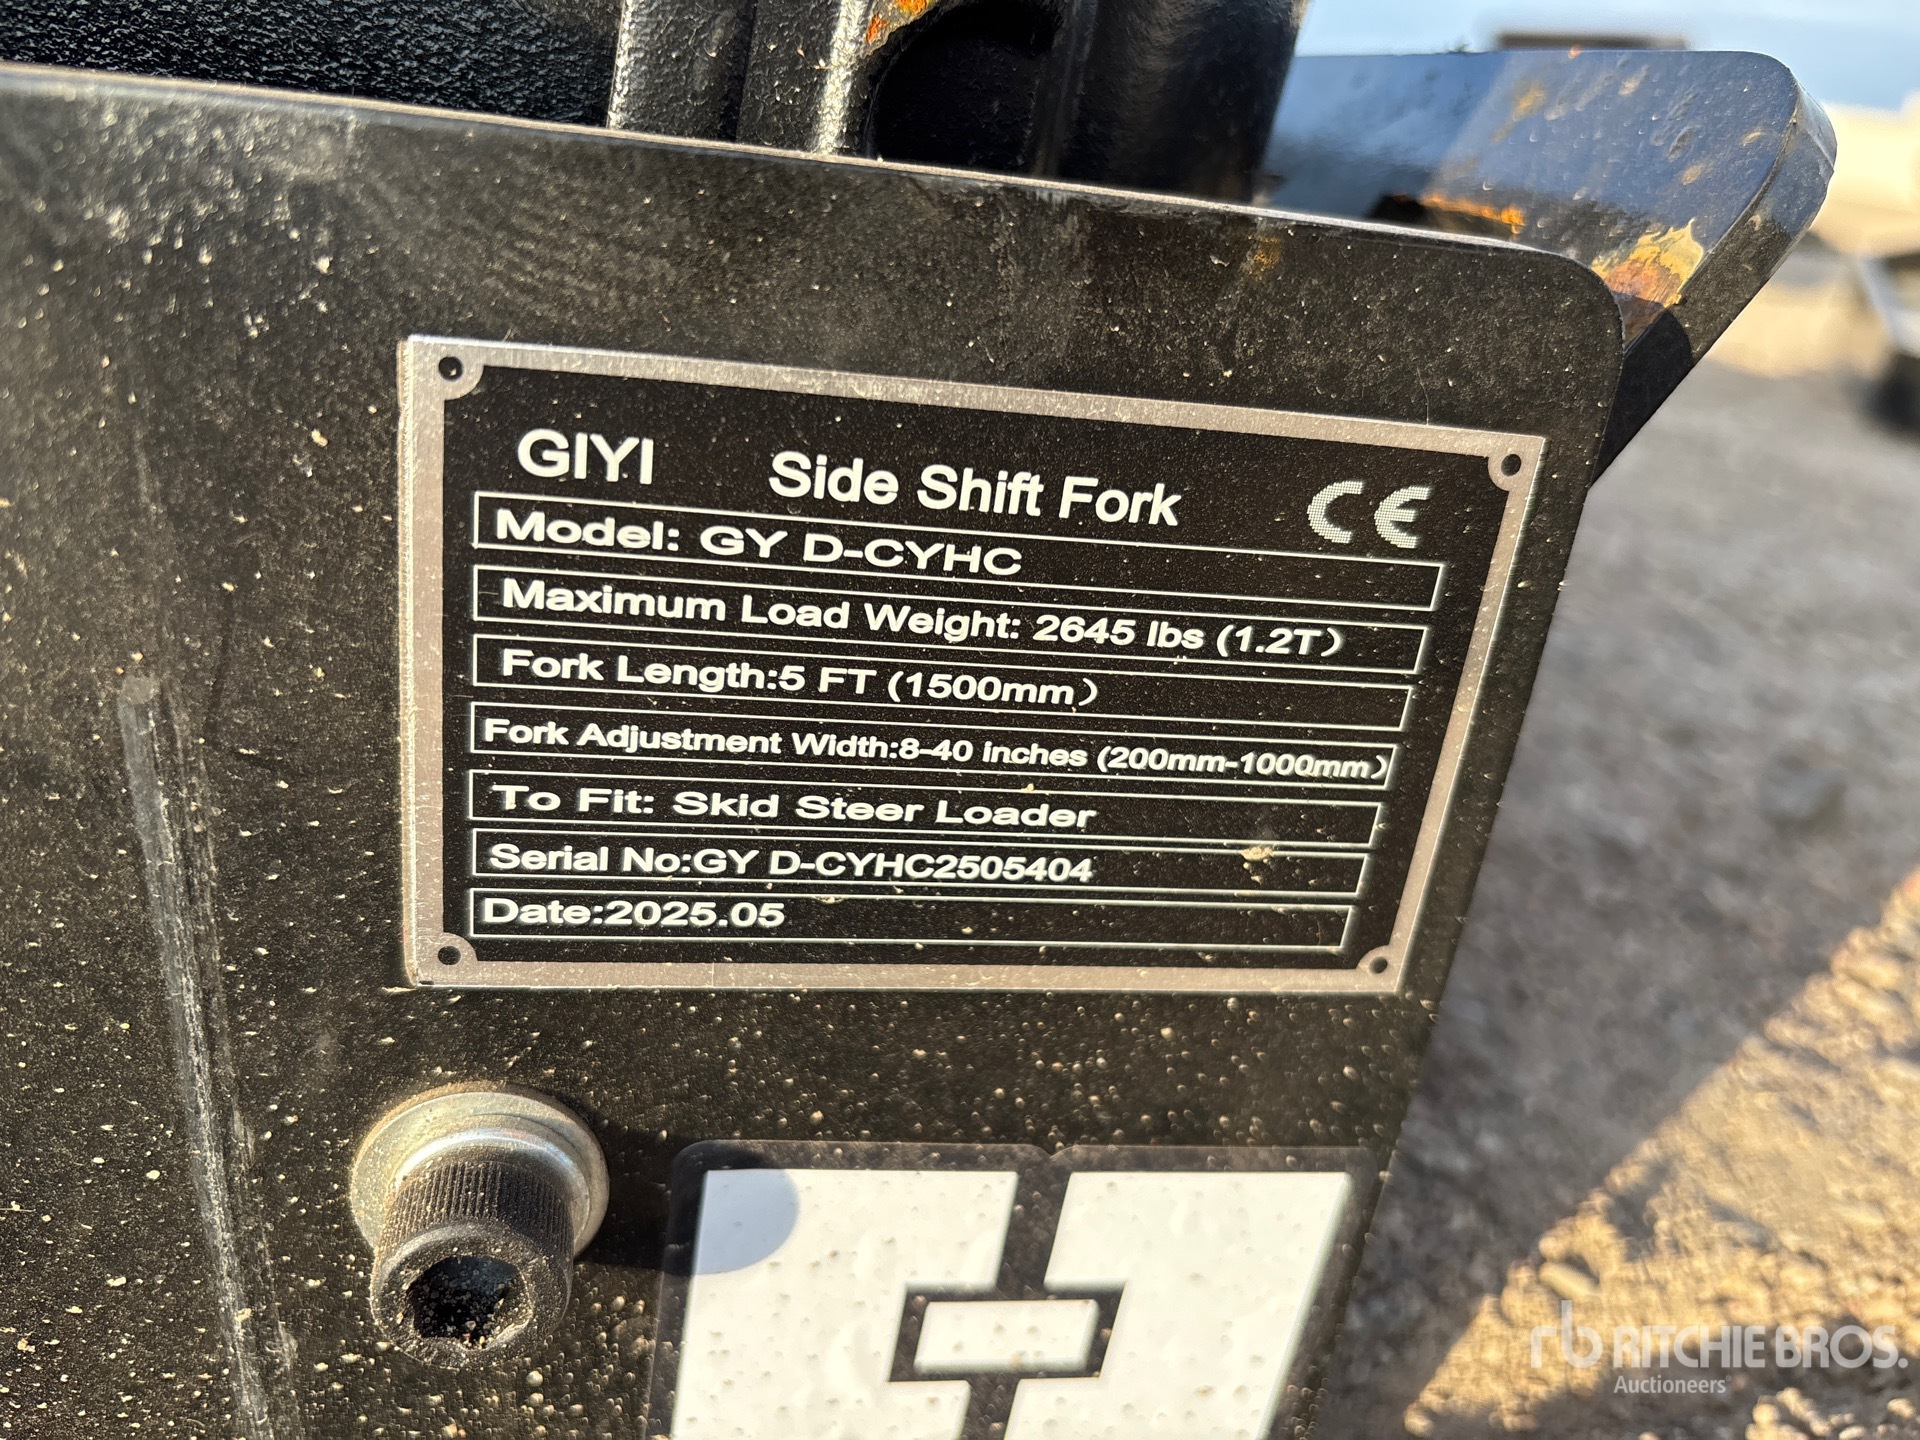 GIYI Side Shift Fork CE
Model: GY D-CYHC
Maximum Load Weight: 2645 lbs (1.2T）
Fork Length:5 FT (1500mm）
Fork Adjustment Width:8-40 inches (200mm-1000mm）
To Fit: Skid Steer Loader
Serial No:GY D-CYHC2505404
Date:2025.05
rb RITCHIE BROS.
Auctioneers